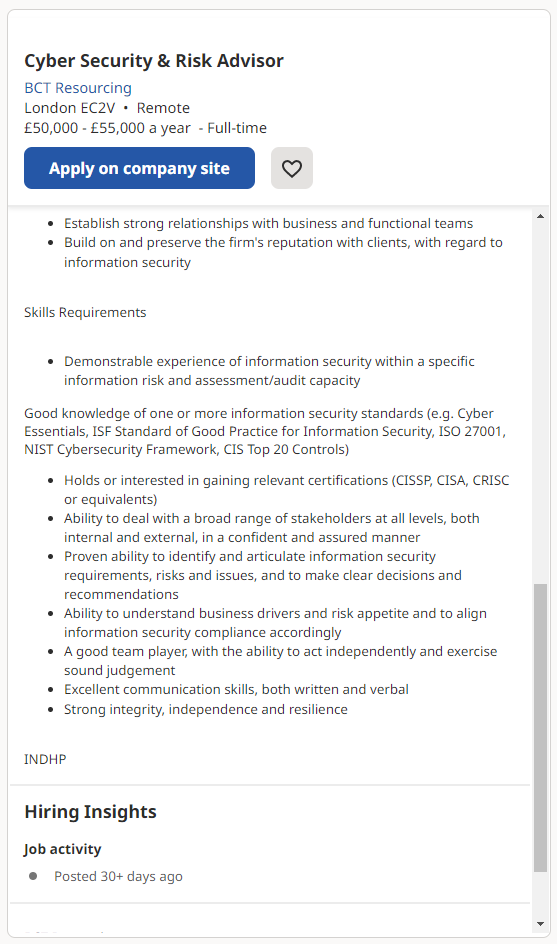 Cyber Security & Risk Advisor
BCT Resourcing
London EC2V • Remote
£50,000 - £55,000 a year - Full-time
Apply on company site
• Establish strong relationships with business and functional teams
• Build on and preserve the firm's reputation with clients, with regard to
information security
Skills Requirements
• Demonstrable experience of information security within a specific
information risk and assessment/audit capacity
Good knowledge of one or more information security standards (e.g. Cyber
Essentials, ISF Standard of Good Practice for Information Security, ISO 27001,
NIST Cybersecurity Framework, CIS Top 20 Controls)
• Holds or interested in gaining relevant certifications (CISSP, CISA, CRISC
or equivalents)
• Ability to deal with a broad range of stakeholders at all levels, both
internal and external, in a confident and assured manner
• Proven ability to identify and articulate information security
requirements, risks and issues, and to make clear decisions and
recommendations
• Ability to understand business drivers and risk appetite and to align
information security compliance accordingly
• A good team player, with the ability to act independently and exercise
sound judgement
• Excellent communication skills, both written and verbal
• Strong integrity, independence and resilience
INDHP
Hiring Insights
Job activity
• Posted 30+ days ago